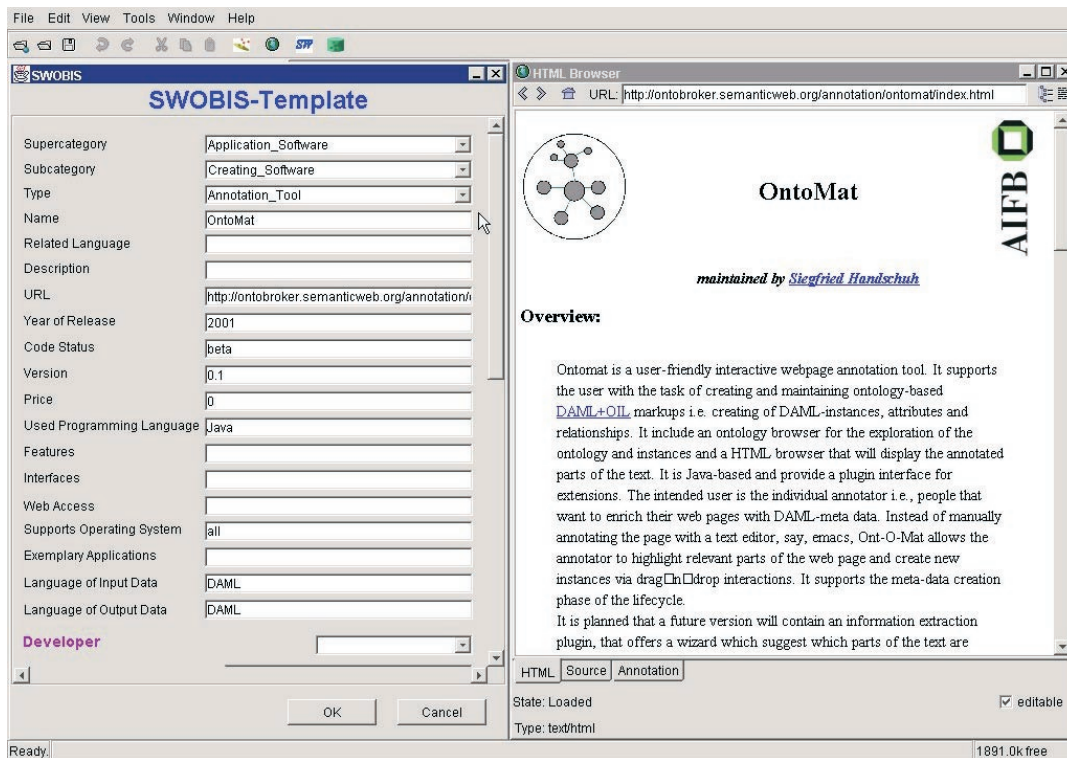 File Edit View Tools Window Help
SWOBIS
SWOBIS-Template
Supercategory Application_Software
Subcategory Creating_Software
Type Annotation_Tool
Name OntoMat
Related Language
Description
URL http://ontobroker.semanticweb.org/annotation/
Year of Release 2001
Code Status beta
Version 0.1
Price 0
Used Programming Language Java
Features
Interfaces
Web Access
Supports Operating System all
Exemplary Applications
Language of Input Data DAML
Language of Output Data DAML
Developer
OK Cancel
HTML Browser
URL: http://ontobroker.semanticweb.org/annotation/ontomat/index.html
OntoMat
AIFB
maintained by Siegfried Handschuh
Overview:
Ontomat is a user-friendly interactive webpage annotation tool. It supports
the user with the task of creating and maintaining ontology-based
DAML+OIL markups i.e. creating of DAML-instances, attributes and
relationships. It include an ontology browser for the exploration of the
ontology and instances and a HTML browser that will display the annotated
parts of the text. It is Java-based and provide a plugin interface for
extensions. The intended user is the individual annotator i.e., people that
want to enrich their web pages with DAML-meta data. Instead of manually
annotating the page with a text editor, say, emacs, Ont-O-Mat allows the
annotator to highlight relevant parts of the web page and create new
instances via drag□n□drop interactions. It supports the meta-data creation
phase of the lifecycle.
It is planned that a future version will contain an information extraction
plugin, that offers a wizard which suggest which parts of the text are
HTML Source Annotation
State: Loaded editable
Type: text/html
Ready. 1891.0k free